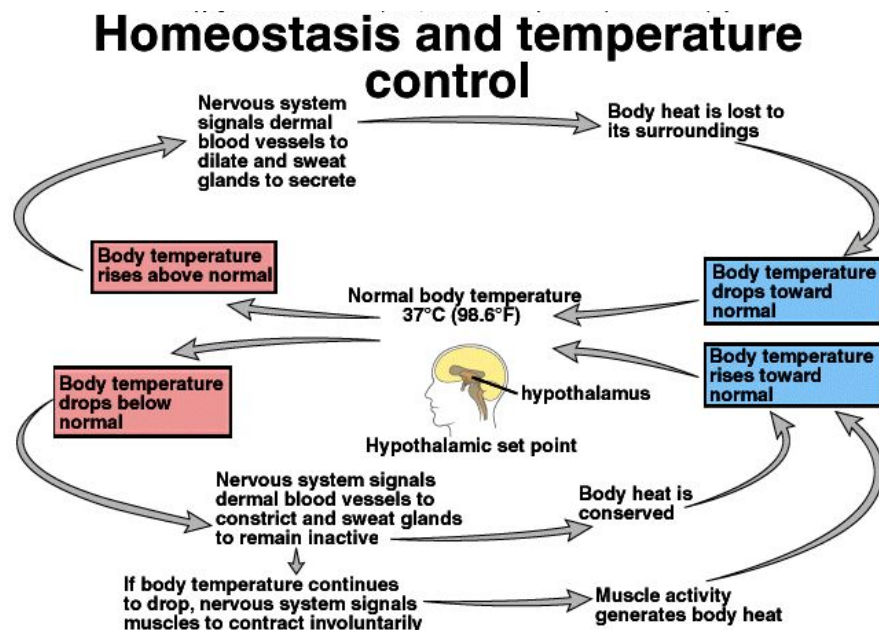 Homeostasis and temperature
control
Nervous system
signals dermal
blood vessels to
dilate and sweat
glands to secrete
Body heat is lost to
its surroundings
Body temperature
rises above normal
Normal body temperature
37°C (98.6°F)
Body temperature
drops toward
normal
Body temperature
drops below
normal
hypothalamus
Hypothalamic set point
Body temperature
rises toward
normal
Nervous system signals
dermal blood vessels to
constrict and sweat glands
to remain inactive
Body heat is
conserved
If body temperature continues
to drop, nervous system signals
muscles to contract involuntarily
Muscle activity
generates body heat